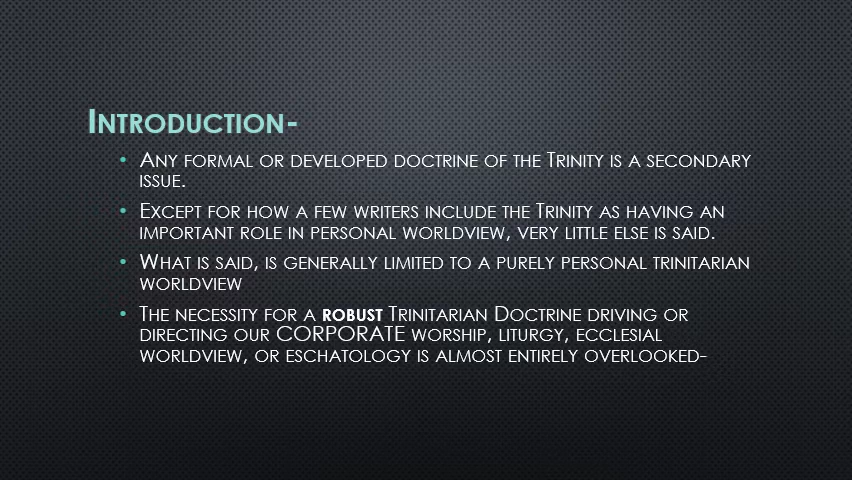 Introduction-
• Any formal or developed doctrine of the Trinity is a secondary
issue.
• Except for how a few writers include the Trinity as having an
important role in personal worldview, very little else is said.
• What is said, is generally limited to a purely personal trinitarian
worldview
• The necessity for a robust Trinitarian Doctrine driving or
directing our CORPORATE worship, liturgy, ecclesial
worldview, or eschatology is almost entirely overlooked-